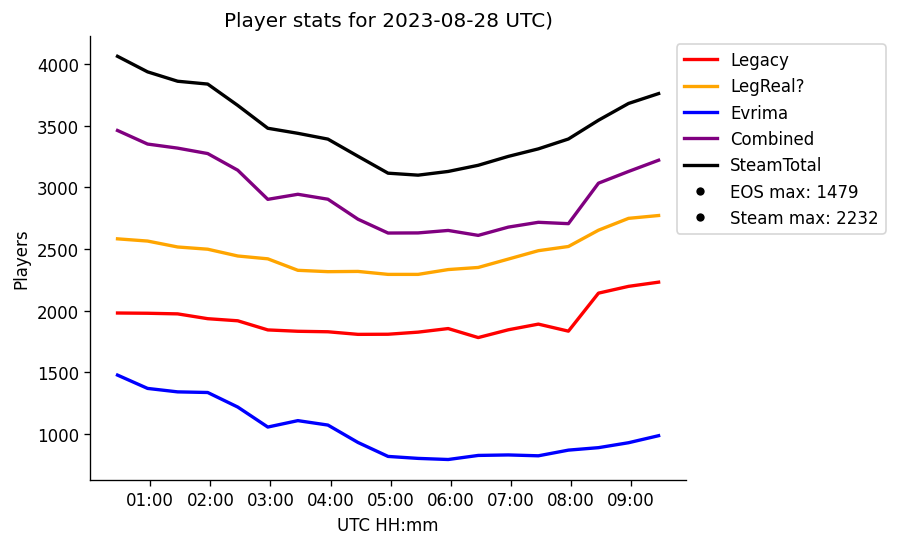 Player stats for 2023-08-28 UTC)
Players
4000
3500
3000
2500
2000
1500
1000
01:00 02:00 03:00 04:00 05:00 06:00 07:00 08:00 09:00
UTC HH:mm
Legacy
LegReal?
Evrima
Combined
SteamTotal
EOS max: 1479
Steam max: 2232